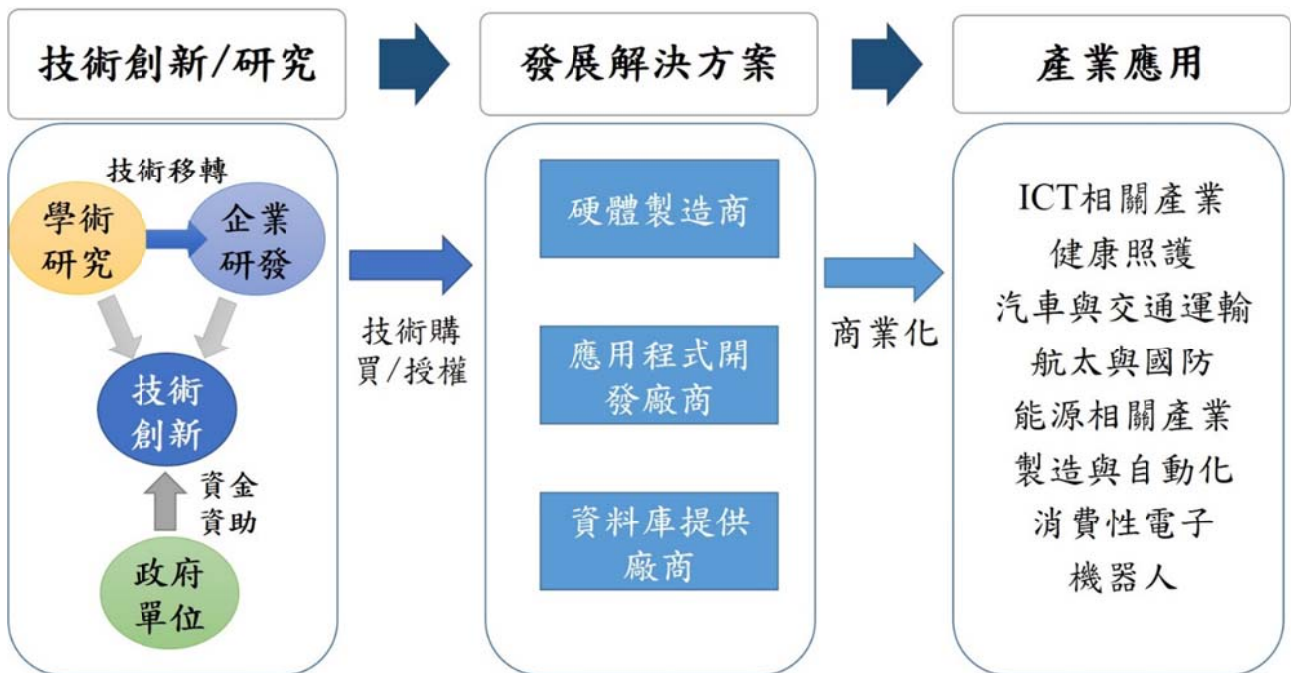 技術創新/研究
發展解決方案
產業應用
技術移轉
學術
研究
企業
研發
技術
創新
資金
資助
政府
單位
技術購
買/授權
硬體製造商
應用程式開
發廠商
資料庫提供
廠商
商業化
ICT相關產業
健康照護
汽車與交通運輸
航太與國防
能源相關產業
製造與自動化
消費性電子
機器人